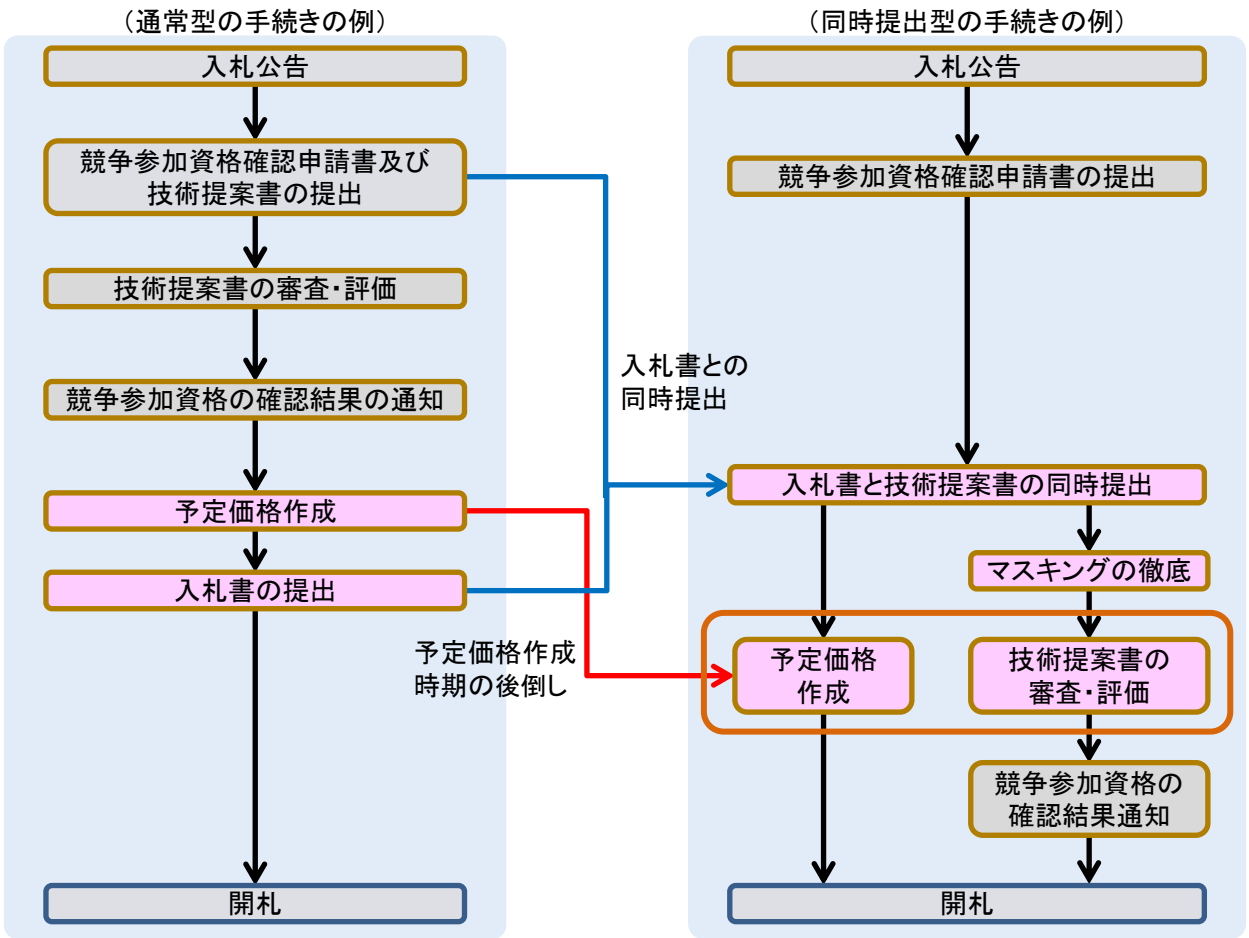 （通常型の手続きの例）
入札公告
競争参加資格確認申請書及び
技術提案書の提出
技術提案書の審査・評価
競争参加資格の確認結果の通知
予定価格作成
入札書の提出
開札
入札書との
同時提出
予定価格作成
時期の後倒し
（同時提出型の手続きの例）
入札公告
競争参加資格確認申請書の提出
入札書と技術提案書の同時提出
マスキングの徹底
予定価格
作成
技術提案書の
審査・評価
競争参加資格の
確認結果通知
開札